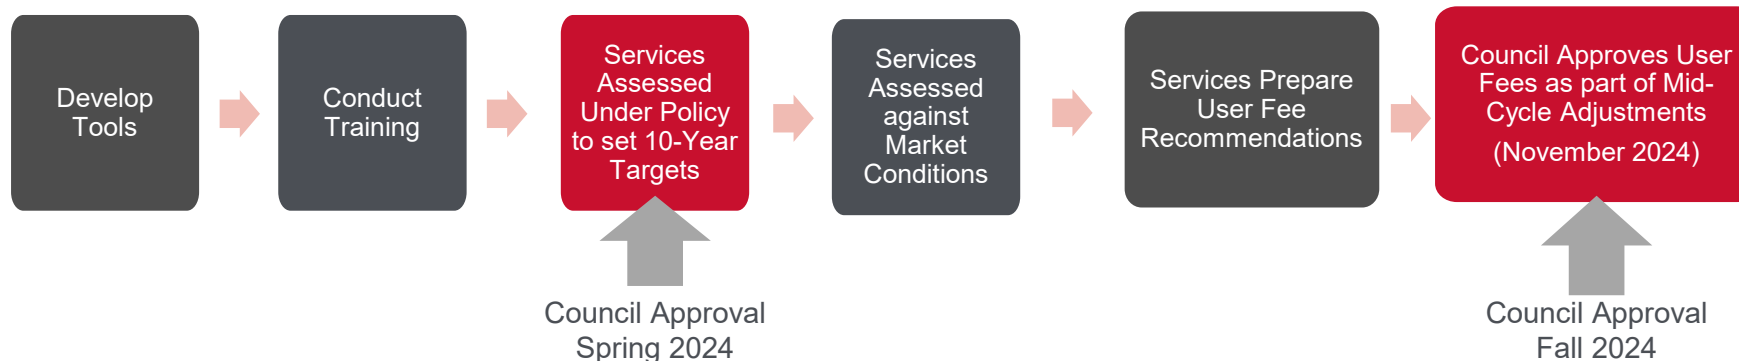 Develop
Tools
Conduct
Training
Services
Assessed
Under Policy
to set 10-Year
Targets
Services
Assessed
against
Market
Conditions
Services Prepare
User Fee
Recommendations
Council Approves User
Fees as part of Mid-
Cycle Adjustments
(November 2024)
Council Approval
Spring 2024
Council Approval
Fall 2024